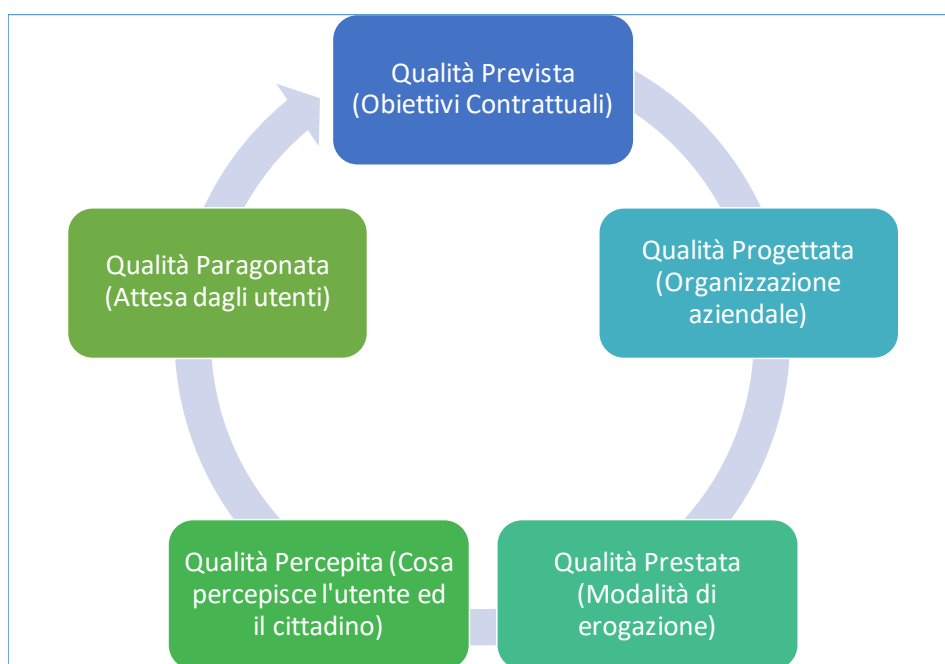 Qualità Prevista
(Obiettivi Contrattuali)
Qualità Progettata
(Organizzazione
aziendale)
Qualità Prestata
(Modalità di
erogazione)
Qualità Percepita (Cosa
percepisce l'utente ed
il cittadino)
Qualità Paragonata
(Attesa dagli utenti)